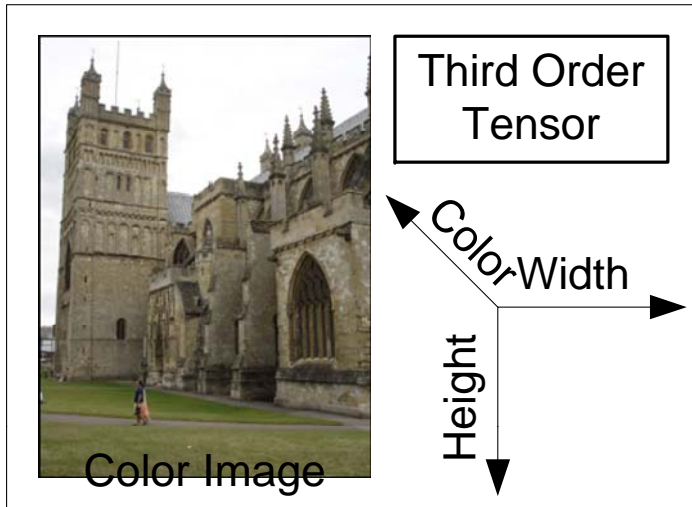 Third Order
Tensor
Color
Width
Height
Color Image